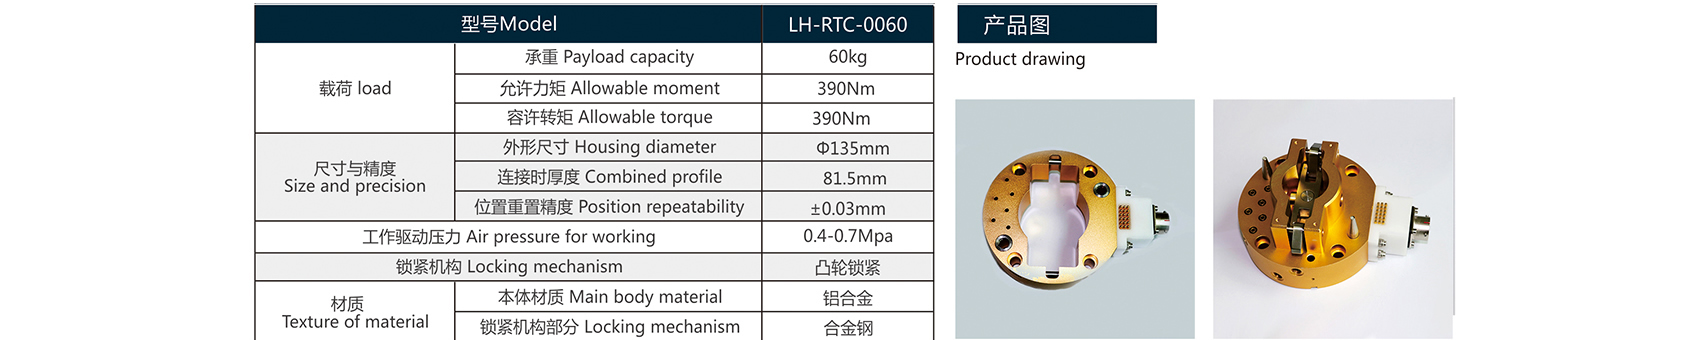 型号Model LH-RTC-0060
载荷 load
承重 Payload capacity 60kg
允许力矩 Allowable moment 390Nm
容许转矩 Allowable torque 390Nm
尺寸与精度
Size and precision
外形尺寸 Housing diameter Φ135mm
连接时厚度 Combined profile 81.5mm
位置重置精度 Position repeatability ±0.03mm
工作驱动压力 Air pressure for working 0.4-0.7Mpa
锁紧机构 Locking mechanism 凸轮锁紧
材质
Texture of material
本体材质 Main body material 铝合金
锁紧机构部分 Locking mechanism 合金钢
产品图
Product drawing